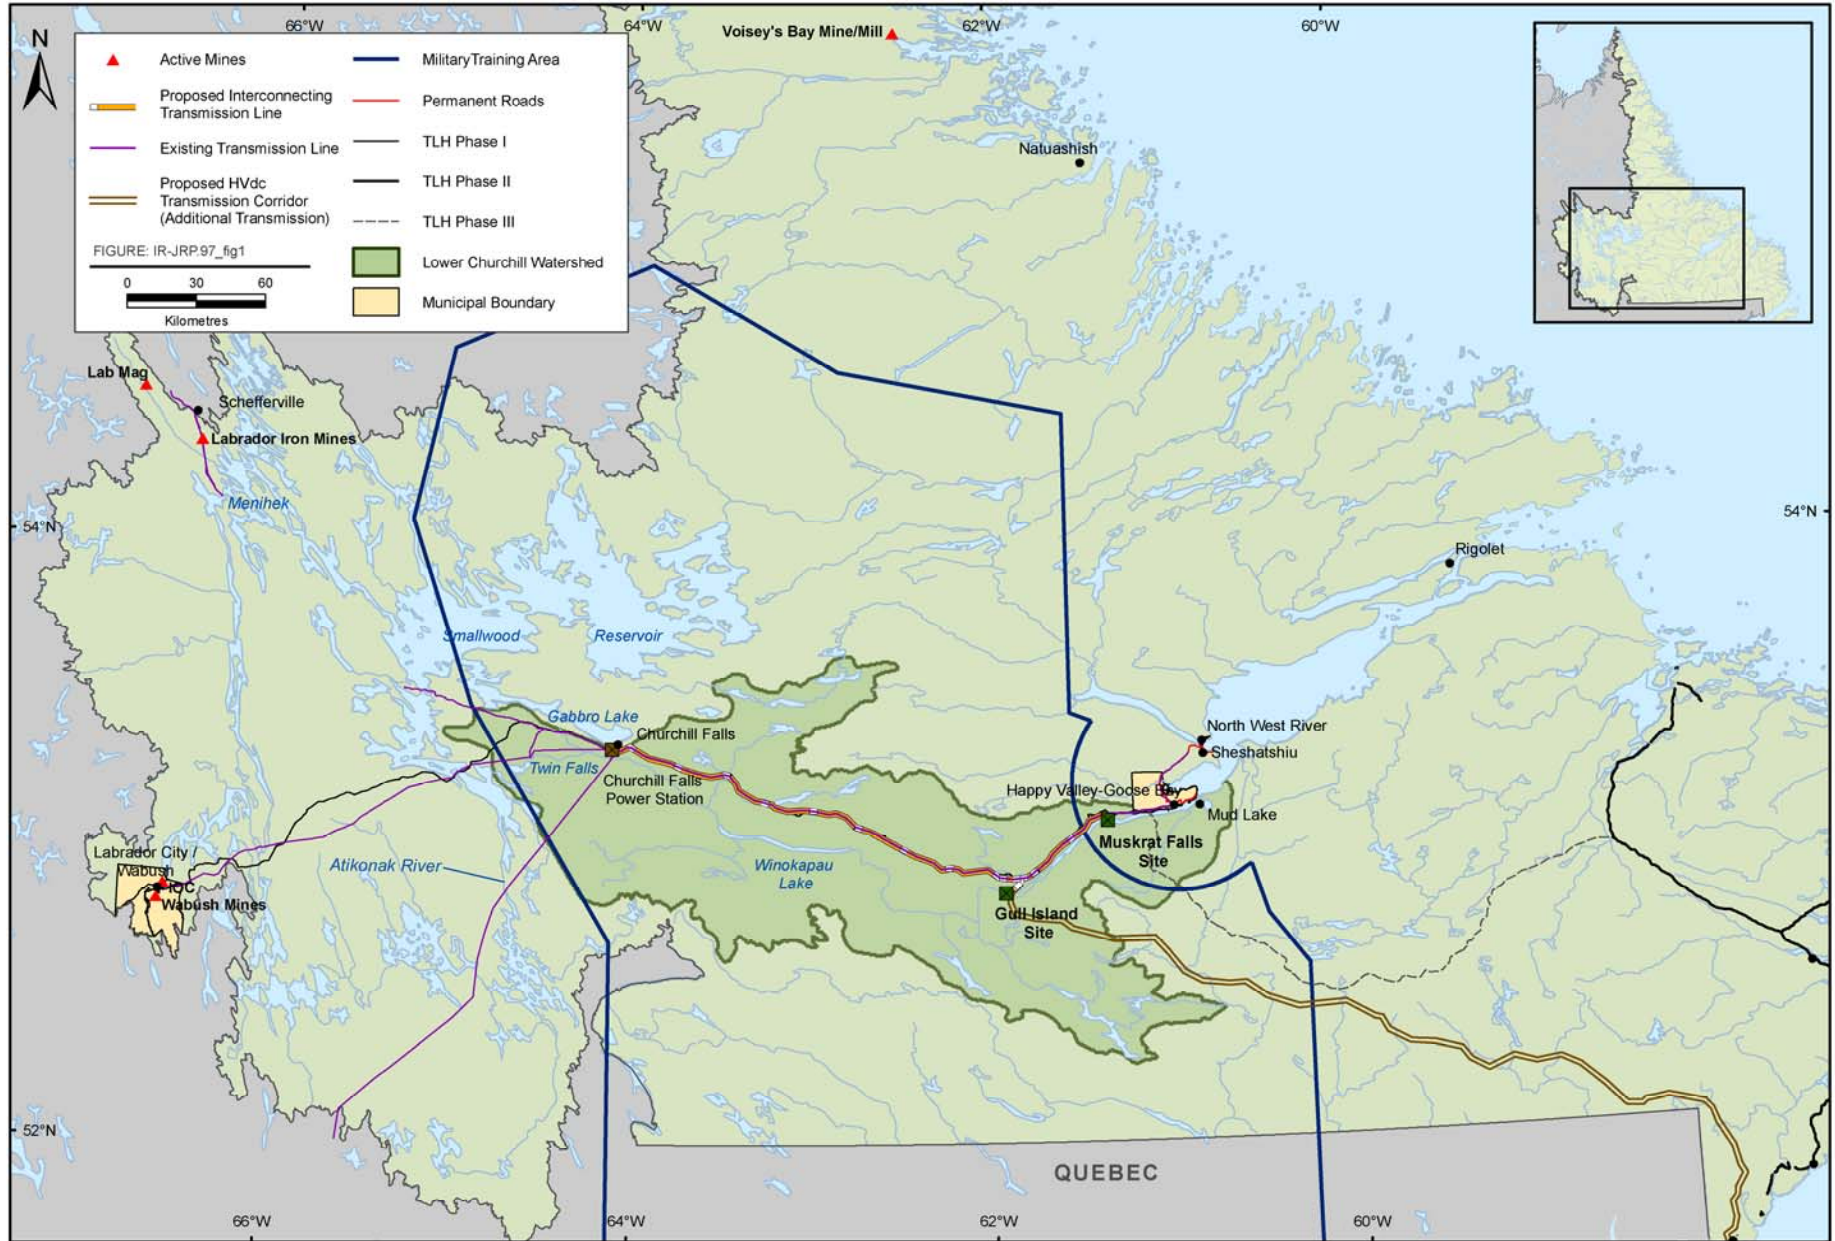 66°W
64°W
62°W
60°W
N
Active Mines
Proposed Interconnecting
Transmission Line
Existing Transmission Line
Proposed HVdc
Transmission Corridor
(Additional Transmission)
FIGURE: IR-JRP.97_fig1
0 30 60
Kilometres
Military Training Area
Permanent Roads
TLH Phase I
TLH Phase II
TLH Phase III
Lower Churchill Watershed
Municipal Boundary
Voisey's Bay Mine/Mill
Natuashish
Lab Mag
Schefferville
Labrador Iron Mines
Menihek
54°N
54°N
Rigolet
Smallwood
Reservoir
Gabbro Lake
Churchill Falls
Twin Falls
Churchill Falls
Power Station
North West River
Sheshatshiu
Happy Valley-Goose Bay
Mud Lake
Muskrat Falls
Site
Labrador City /
Wabush
IOC
Wabush Mines
Atikonak River
Winokapau
Lake
Gull Island
Site
52°N
QUEBEC
66°W
64°W
62°W
60°W